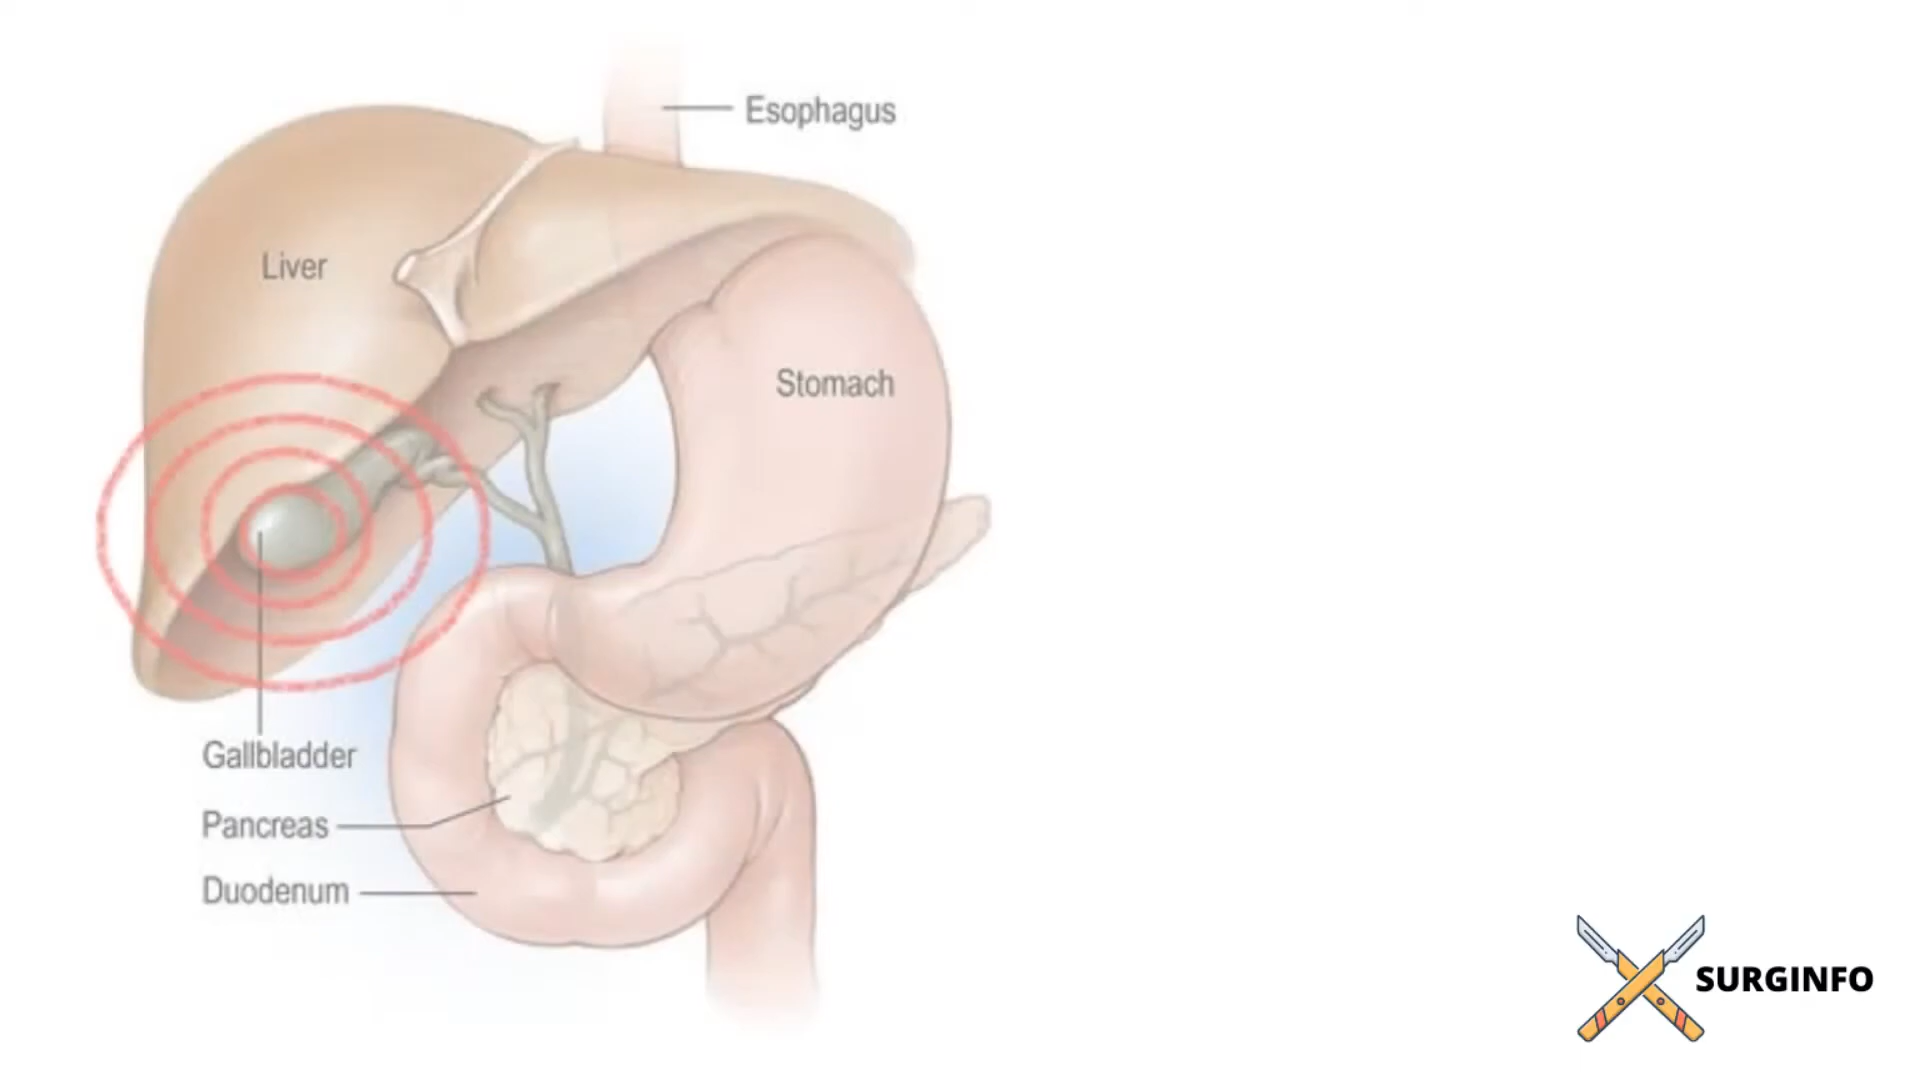 Esophagus
Liver
Stomach
Gallbladder
Pancreas
Duodenum
SURGINFO